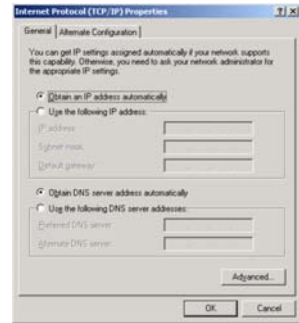 Internet Protocol (TCP/IP) Properties
General Alternate Configuration
You can get IP settings assigned automatically if your network supports
this capability. Otherwise, you need to ask your network administrator for
the appropriate IP settings.
Obtain an IP address automatically
Use the following IP address:
IP address:
Subnet mask:
Default gateway:
Obtain DNS server address automatically
Use the following DNS server addresses:
Preferred DNS server:
Alternate DNS server:
Advanced...
OK Cancel